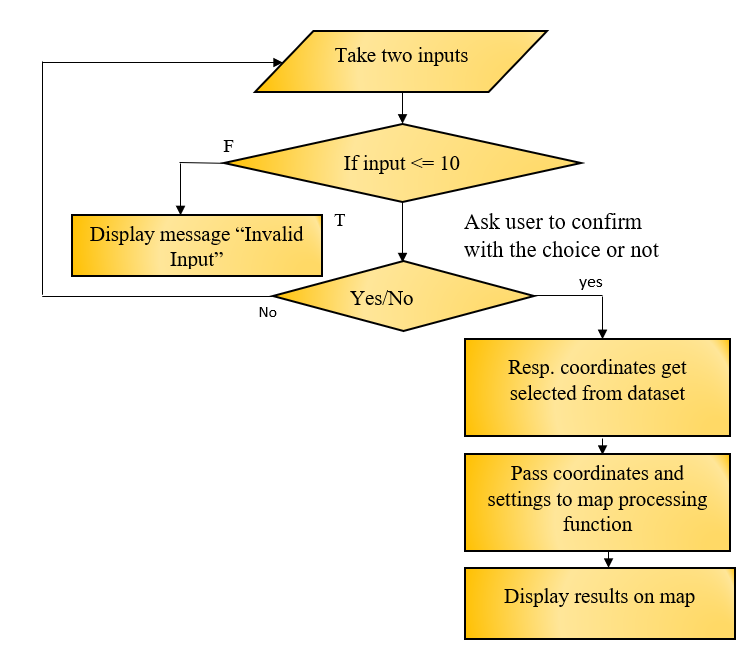 Take two inputs
F
If input <= 10
T
Display message “Invalid
Input”
Ask user to confirm
with the choice or not
yes
Yes/No
No
Resp. coordinates get
selected from dataset
Pass coordinates and
settings to map processing
function
Display results on map